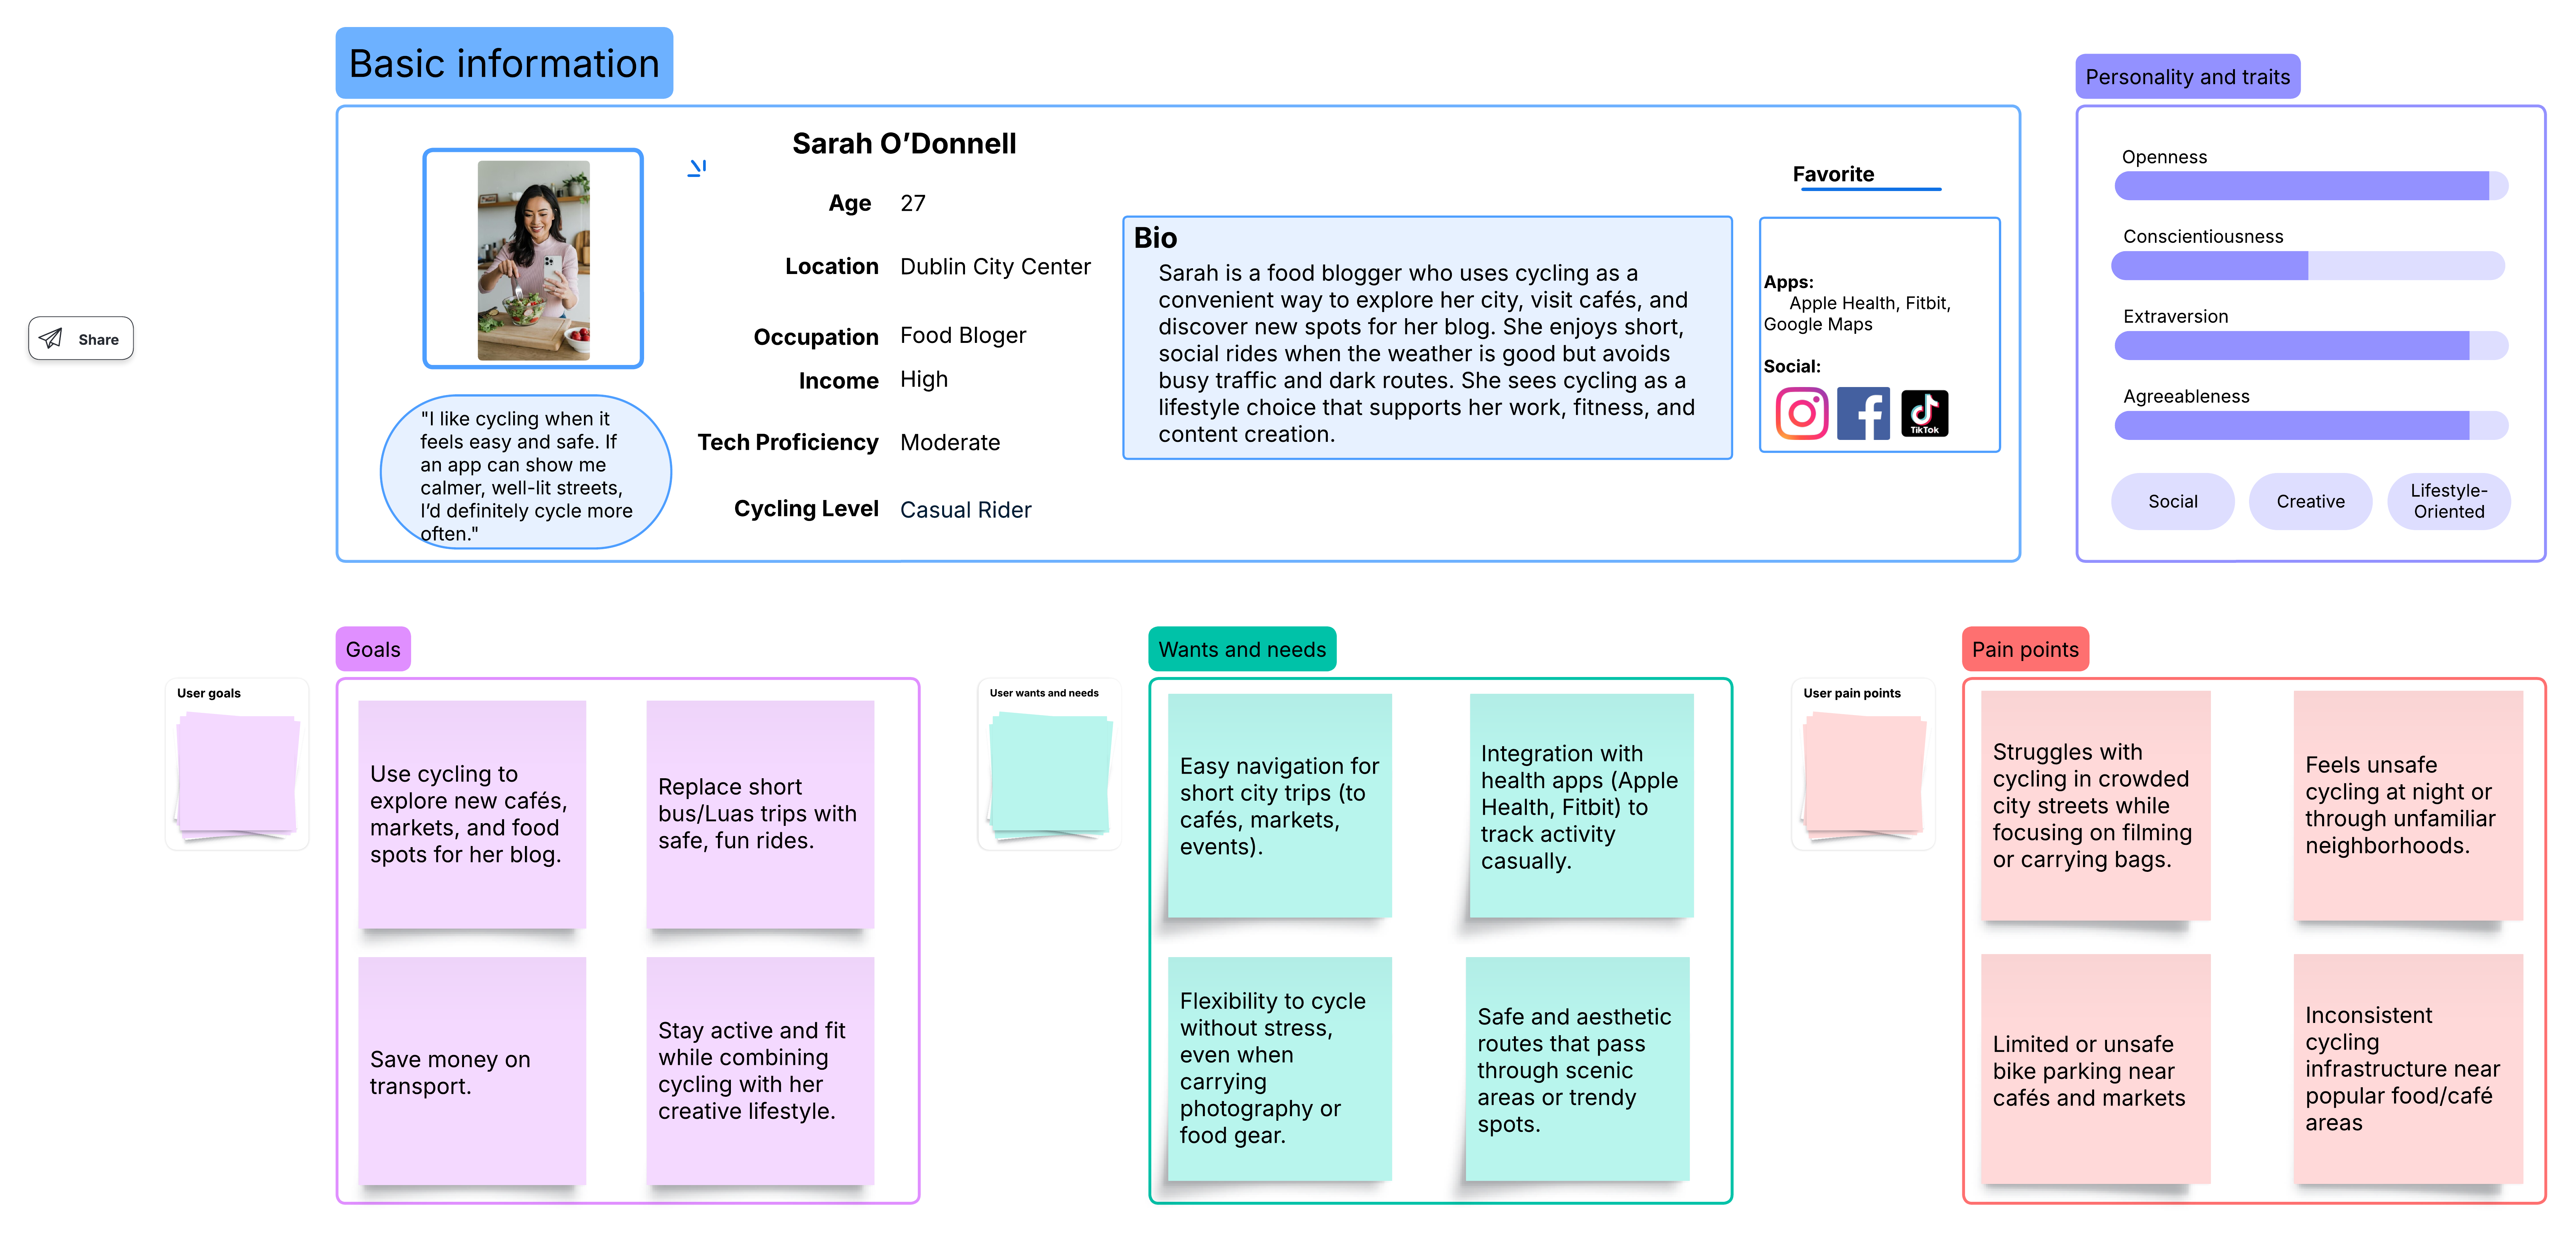 Basic information
Personality and traits
Share
"I like cycling when it
feels easy and safe. If
an app can show me
calmer, well-lit streets,
I’d definitely cycle more
often."
Sarah O’Donnell
Age 27
Location Dublin City Center
Occupation Food Bloger
Income High
Tech Proficiency Moderate
Cycling Level Casual Rider
Bio
Sarah is a food blogger who uses cycling as a
convenient way to explore her city, visit cafés, and
discover new spots for her blog. She enjoys short,
social rides when the weather is good but avoids
busy traffic and dark routes. She sees cycling as a
lifestyle choice that supports her work, fitness, and
content creation.
Favorite
Apps:
Apple Health, Fitbit,
Google Maps
Social:
TikTok
Openness
Conscientiousness
Extraversion
Agreeableness
Social
Creative
Lifestyle-
Oriented
Goals
User goals
Use cycling to
explore new cafés,
markets, and food
spots for her blog.
Replace short
bus/Luas trips with
safe, fun rides.
Save money on
transport.
Stay active and fit
while combining
cycling with her
creative lifestyle.
Wants and needs
User wants and needs
Easy navigation for
short city trips (to
cafés, markets,
events).
Integration with
health apps (Apple
Health, Fitbit) to
track activity
casually.
Flexibility to cycle
without stress,
even when
carrying
photography or
food gear.
Safe and aesthetic
routes that pass
through scenic
areas or trendy
spots.
Pain points
User pain points
Struggles with
cycling in crowded
city streets while
focusing on filming
or carrying bags.
Feels unsafe
cycling at night or
through unfamiliar
neighborhoods.
Limited or unsafe
bike parking near
cafés and markets
Inconsistent
cycling
infrastructure near
popular food/café
areas